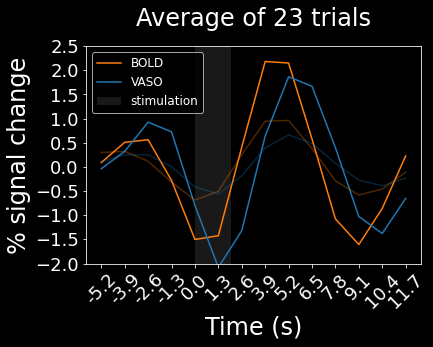 Average of 23 trials
BOLD
VASO
stimulation
% signal change
2.5
2.0
1.5
1.0
0.5
0.0
−0.5
−1.0
−1.5
−2.0
-5.2 -3.9 -2.6 -1.3 0.0 1.3 2.6 3.9 5.2 6.5 7.8 9.1 10.4 11.7
Time (s)